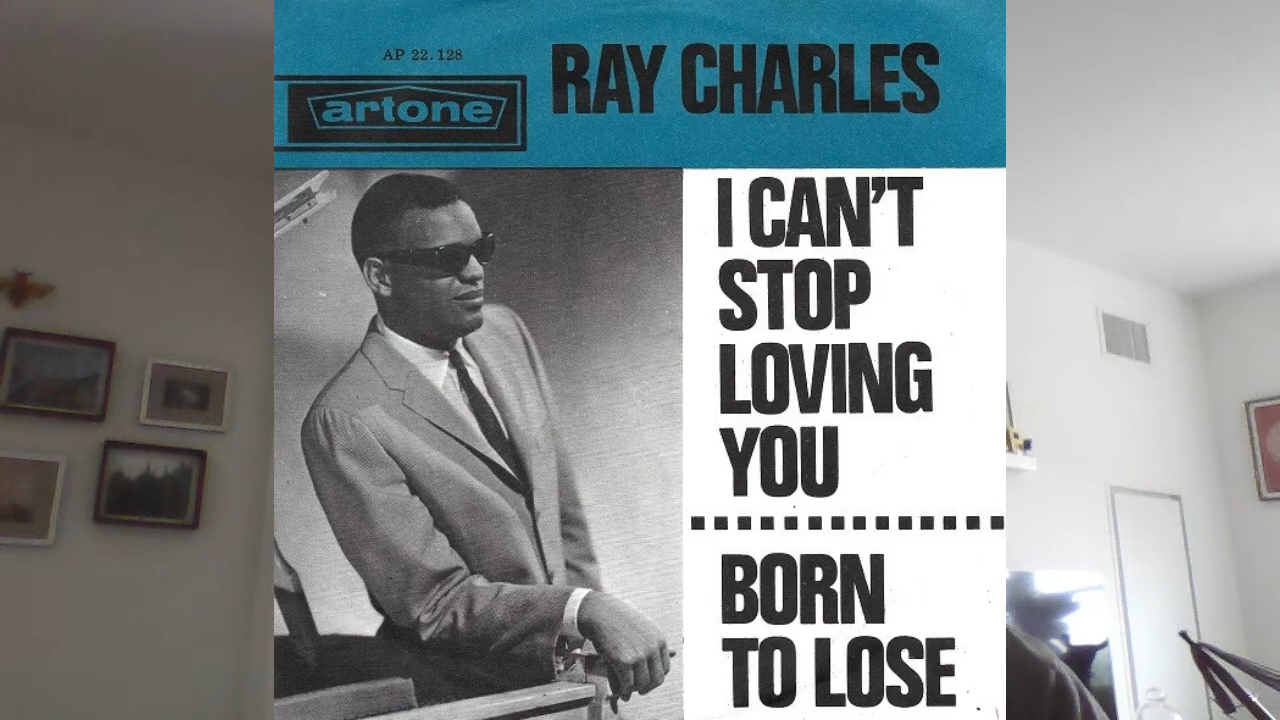 AP 22.128
artone
RAY CHARLES
I CAN'T
STOP
LOVING
YOU
BORN
TO LOSE